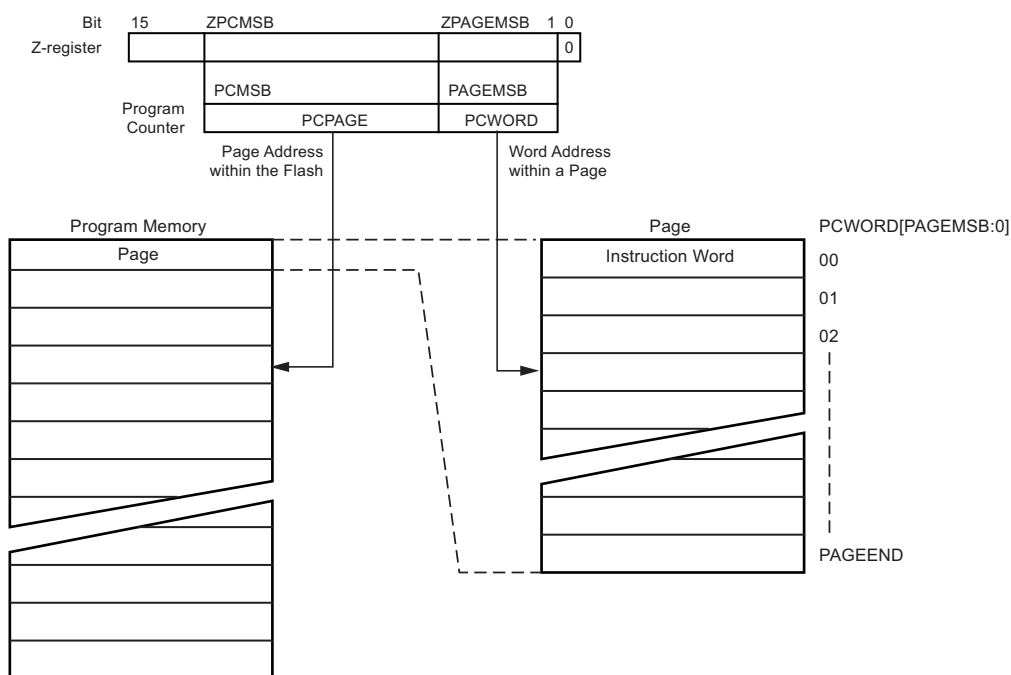 Bit 15 ZPCMSB ZPAGEMSB 1 0
Z-register 0
PCMSB PAGEMSB
Program
Counter
PCPAGE PCWORD
Page Address
within the Flash
Word Address
within a Page
Program Memory
Page
Page
Instruction Word
PCWORD[PAGEMSB:0]
00
01
02
PAGEEND